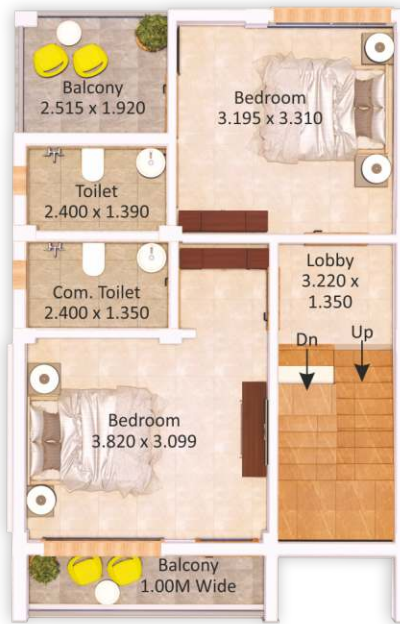 Balcony
2.515 x 1.920
Bedroom
3.195 x 3.310
Toilet
2.400 x 1.390
Com. Toilet
2.400 x 1.350
Lobby
3.220 x
1.350
Dn
Up
Bedroom
3.820 x 3.099
Balcony
1.00M Wide